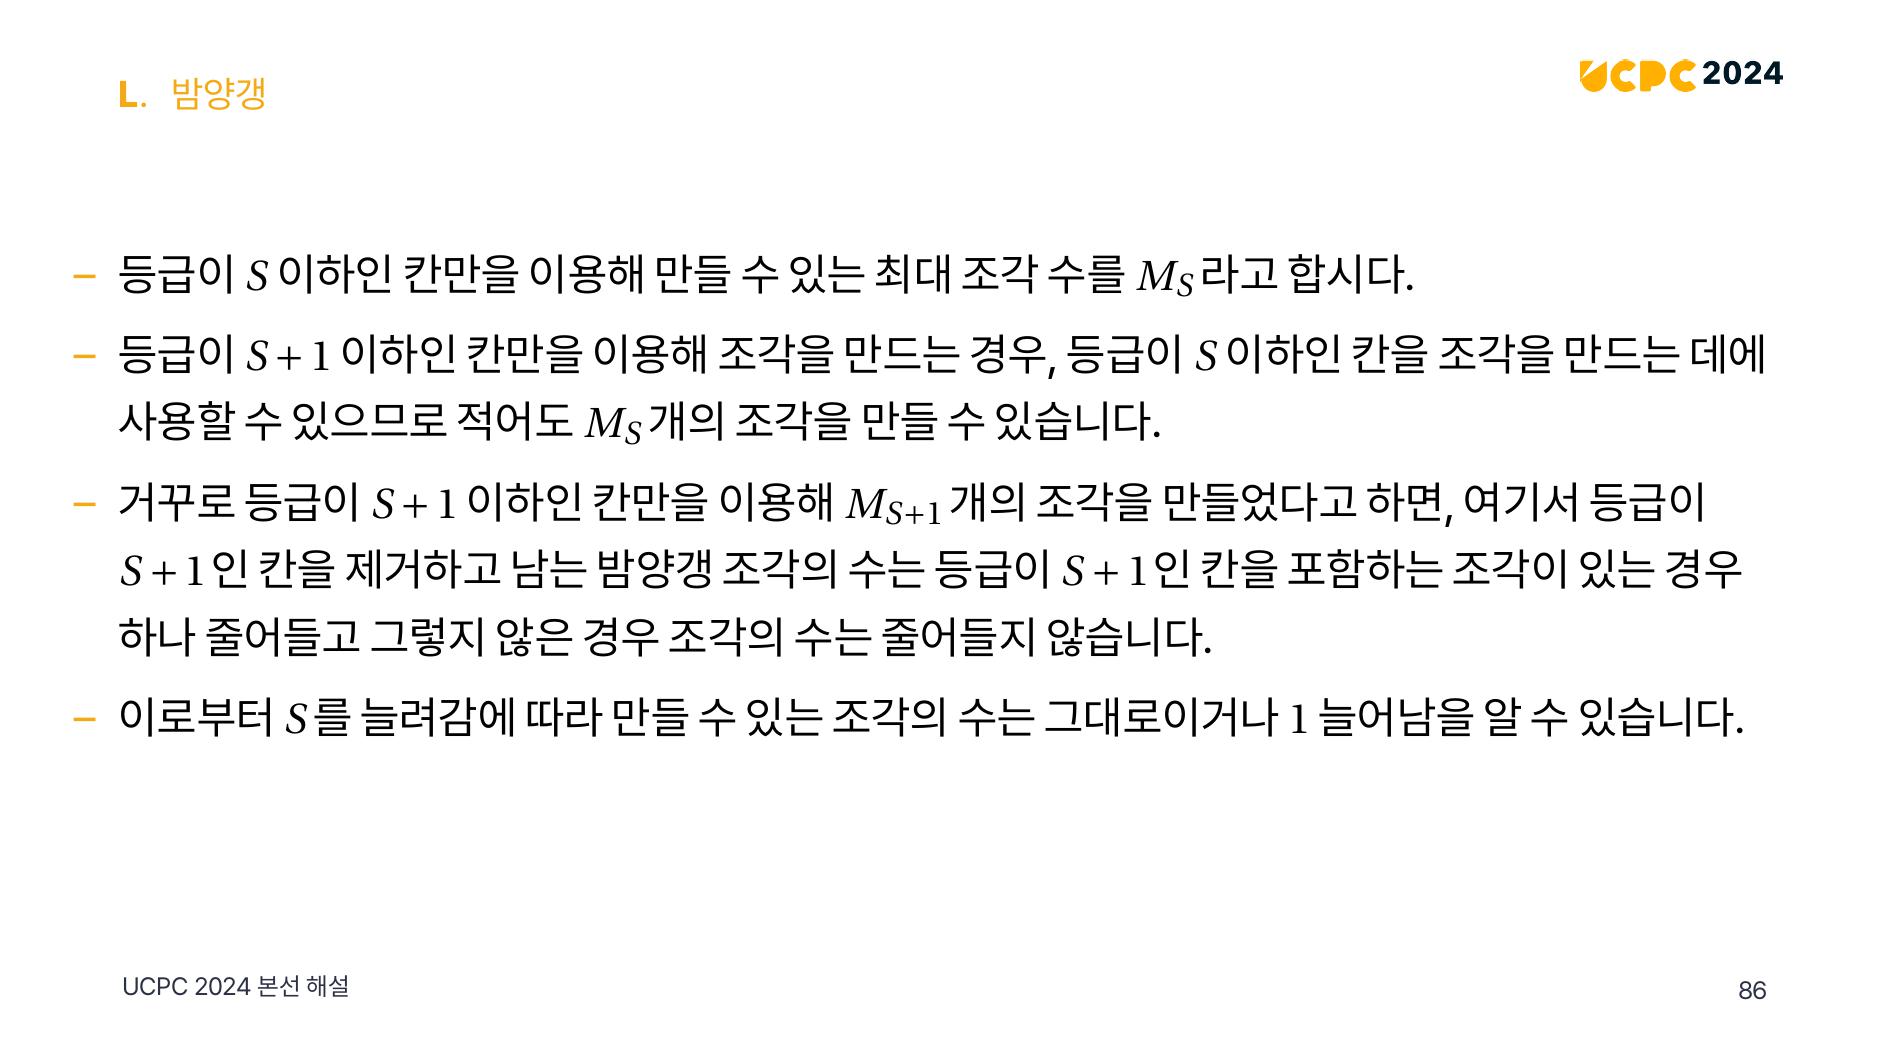 L. 밤양갱
UCPC 2024
– 등급이 S 이하인 칸만을 이용해 만들 수 있는 최대 조각 수를 M_S라고 합시다.
– 등급이 S + 1 이하인 칸만을 이용해 조각을 만드는 경우, 등급이 S 이하인 칸을 조각을 만드는 데에
사용할 수 있으므로 적어도 M_S개의 조각을 만들 수 있습니다.
– 거꾸로 등급이 S + 1 이하인 칸만을 이용해 M_{S+1}개의 조각을 만들었다고 하면, 여기서 등급이
S + 1인 칸을 제거하고 남는 밤양갱 조각의 수는 등급이 S + 1인 칸을 포함하는 조각이 있는 경우
하나 줄어들고 그렇지 않은 경우 조각의 수는 줄어들지 않습니다.
– 이로부터 S를 늘려감에 따라 만들 수 있는 조각의 수는 그대로이거나 1 늘어남을 알 수 있습니다.
UCPC 2024 본선 해설
86